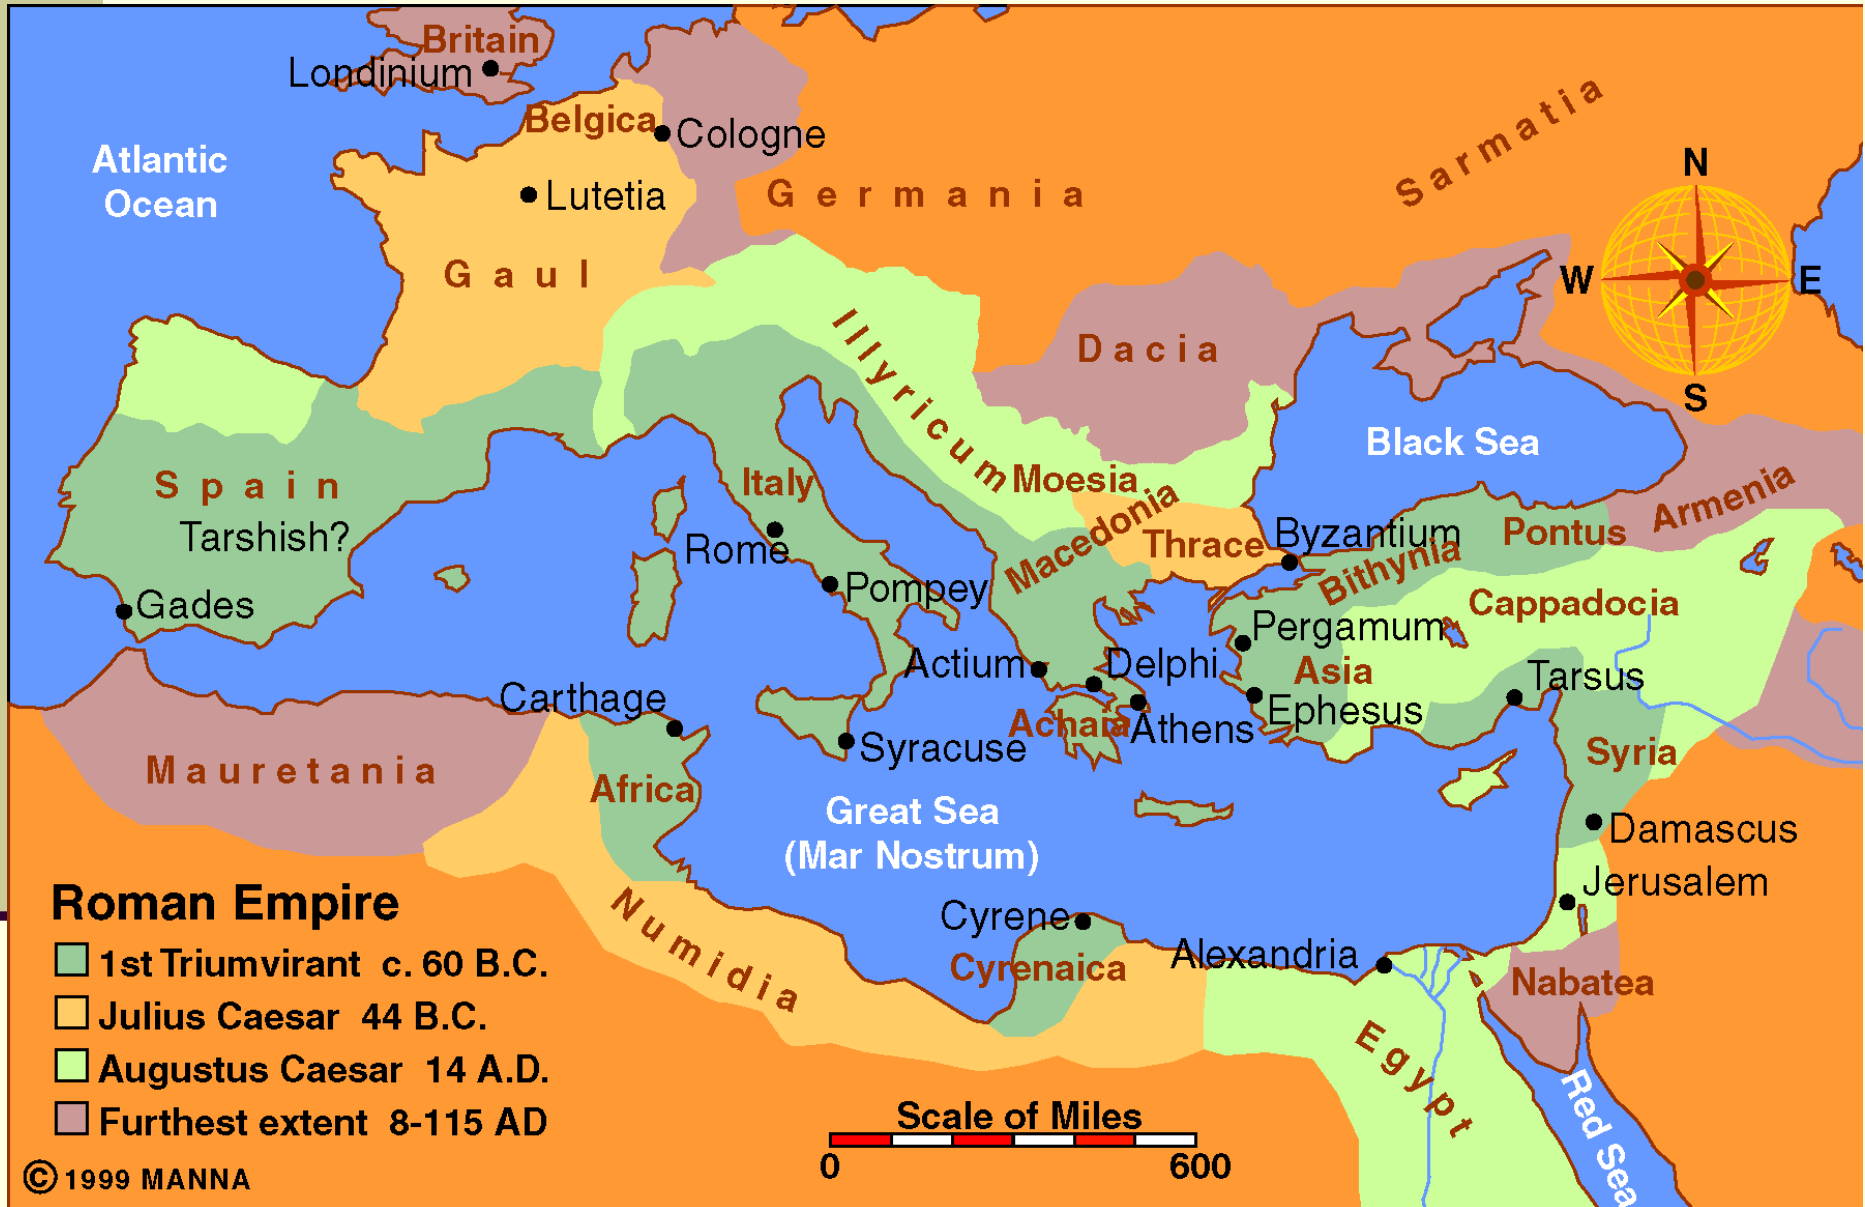 Britain
Londinium
Belgica
Cologne
Atlantic
Ocean
Lutetia
Germania
Sarmatia
N
W
E
S
Gaul
Illyricum
Dacia
Black Sea
Spain
Tarshish?
Italy
Moesia
Macedonia
Armenia
Rome
Thrace
Byzantium
Pontus
Bithynia
Gades
Pompey
Cappadocia
Pergamum
Actium
Delphi
Asia
Tarsus
Carthage
Achaia
Athens
Ephesus
Syracuse
Syria
Mauretania
Africa
Great Sea
(Mar Nostrum)
Damascus
Jerusalem
Numidia
Cyrene
Cyrenaica
Alexandria
Nabatea
Egypt
Red Sea
Roman Empire
1st Triumvirant c. 60 B.C.
Julius Caesar 44 B.C.
Augustus Caesar 14 A.D.
Furthest extent 8-115 AD
Scale of Miles
0 600
© 1999 MANNA